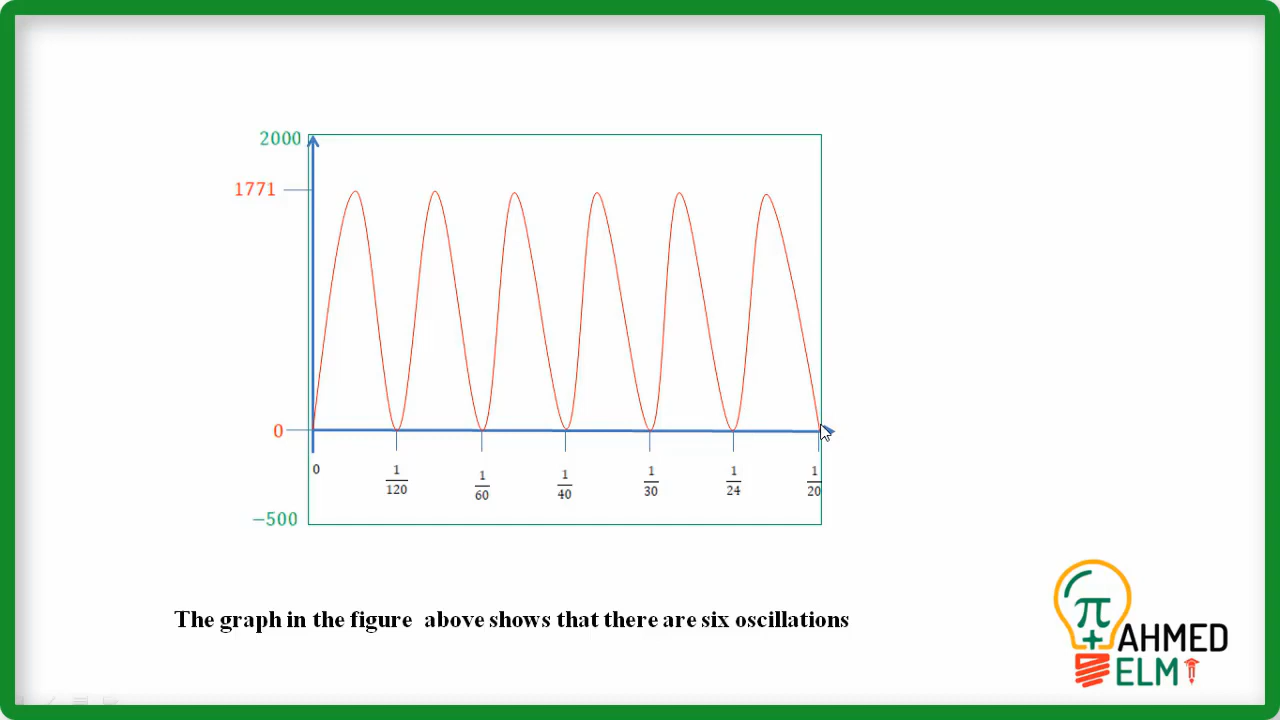 2000
1771
0
−500
0
1/120
1/60
1/40
1/30
1/24
1/20
The graph in the figure above shows that there are six oscillations
π
+AHMED
ELMI